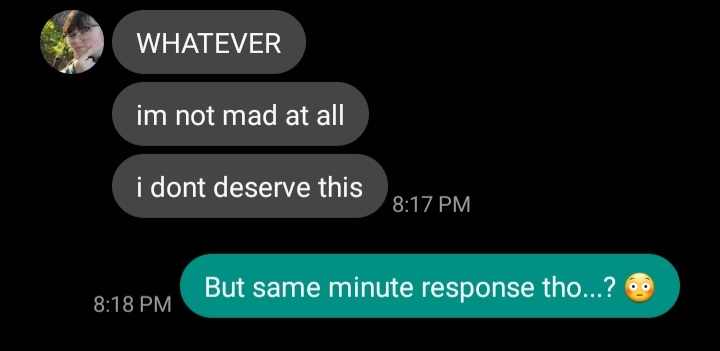 WHATEVER
im not mad at all
i dont deserve this
8:17 PM
But same minute response tho...? 😳
8:18 PM